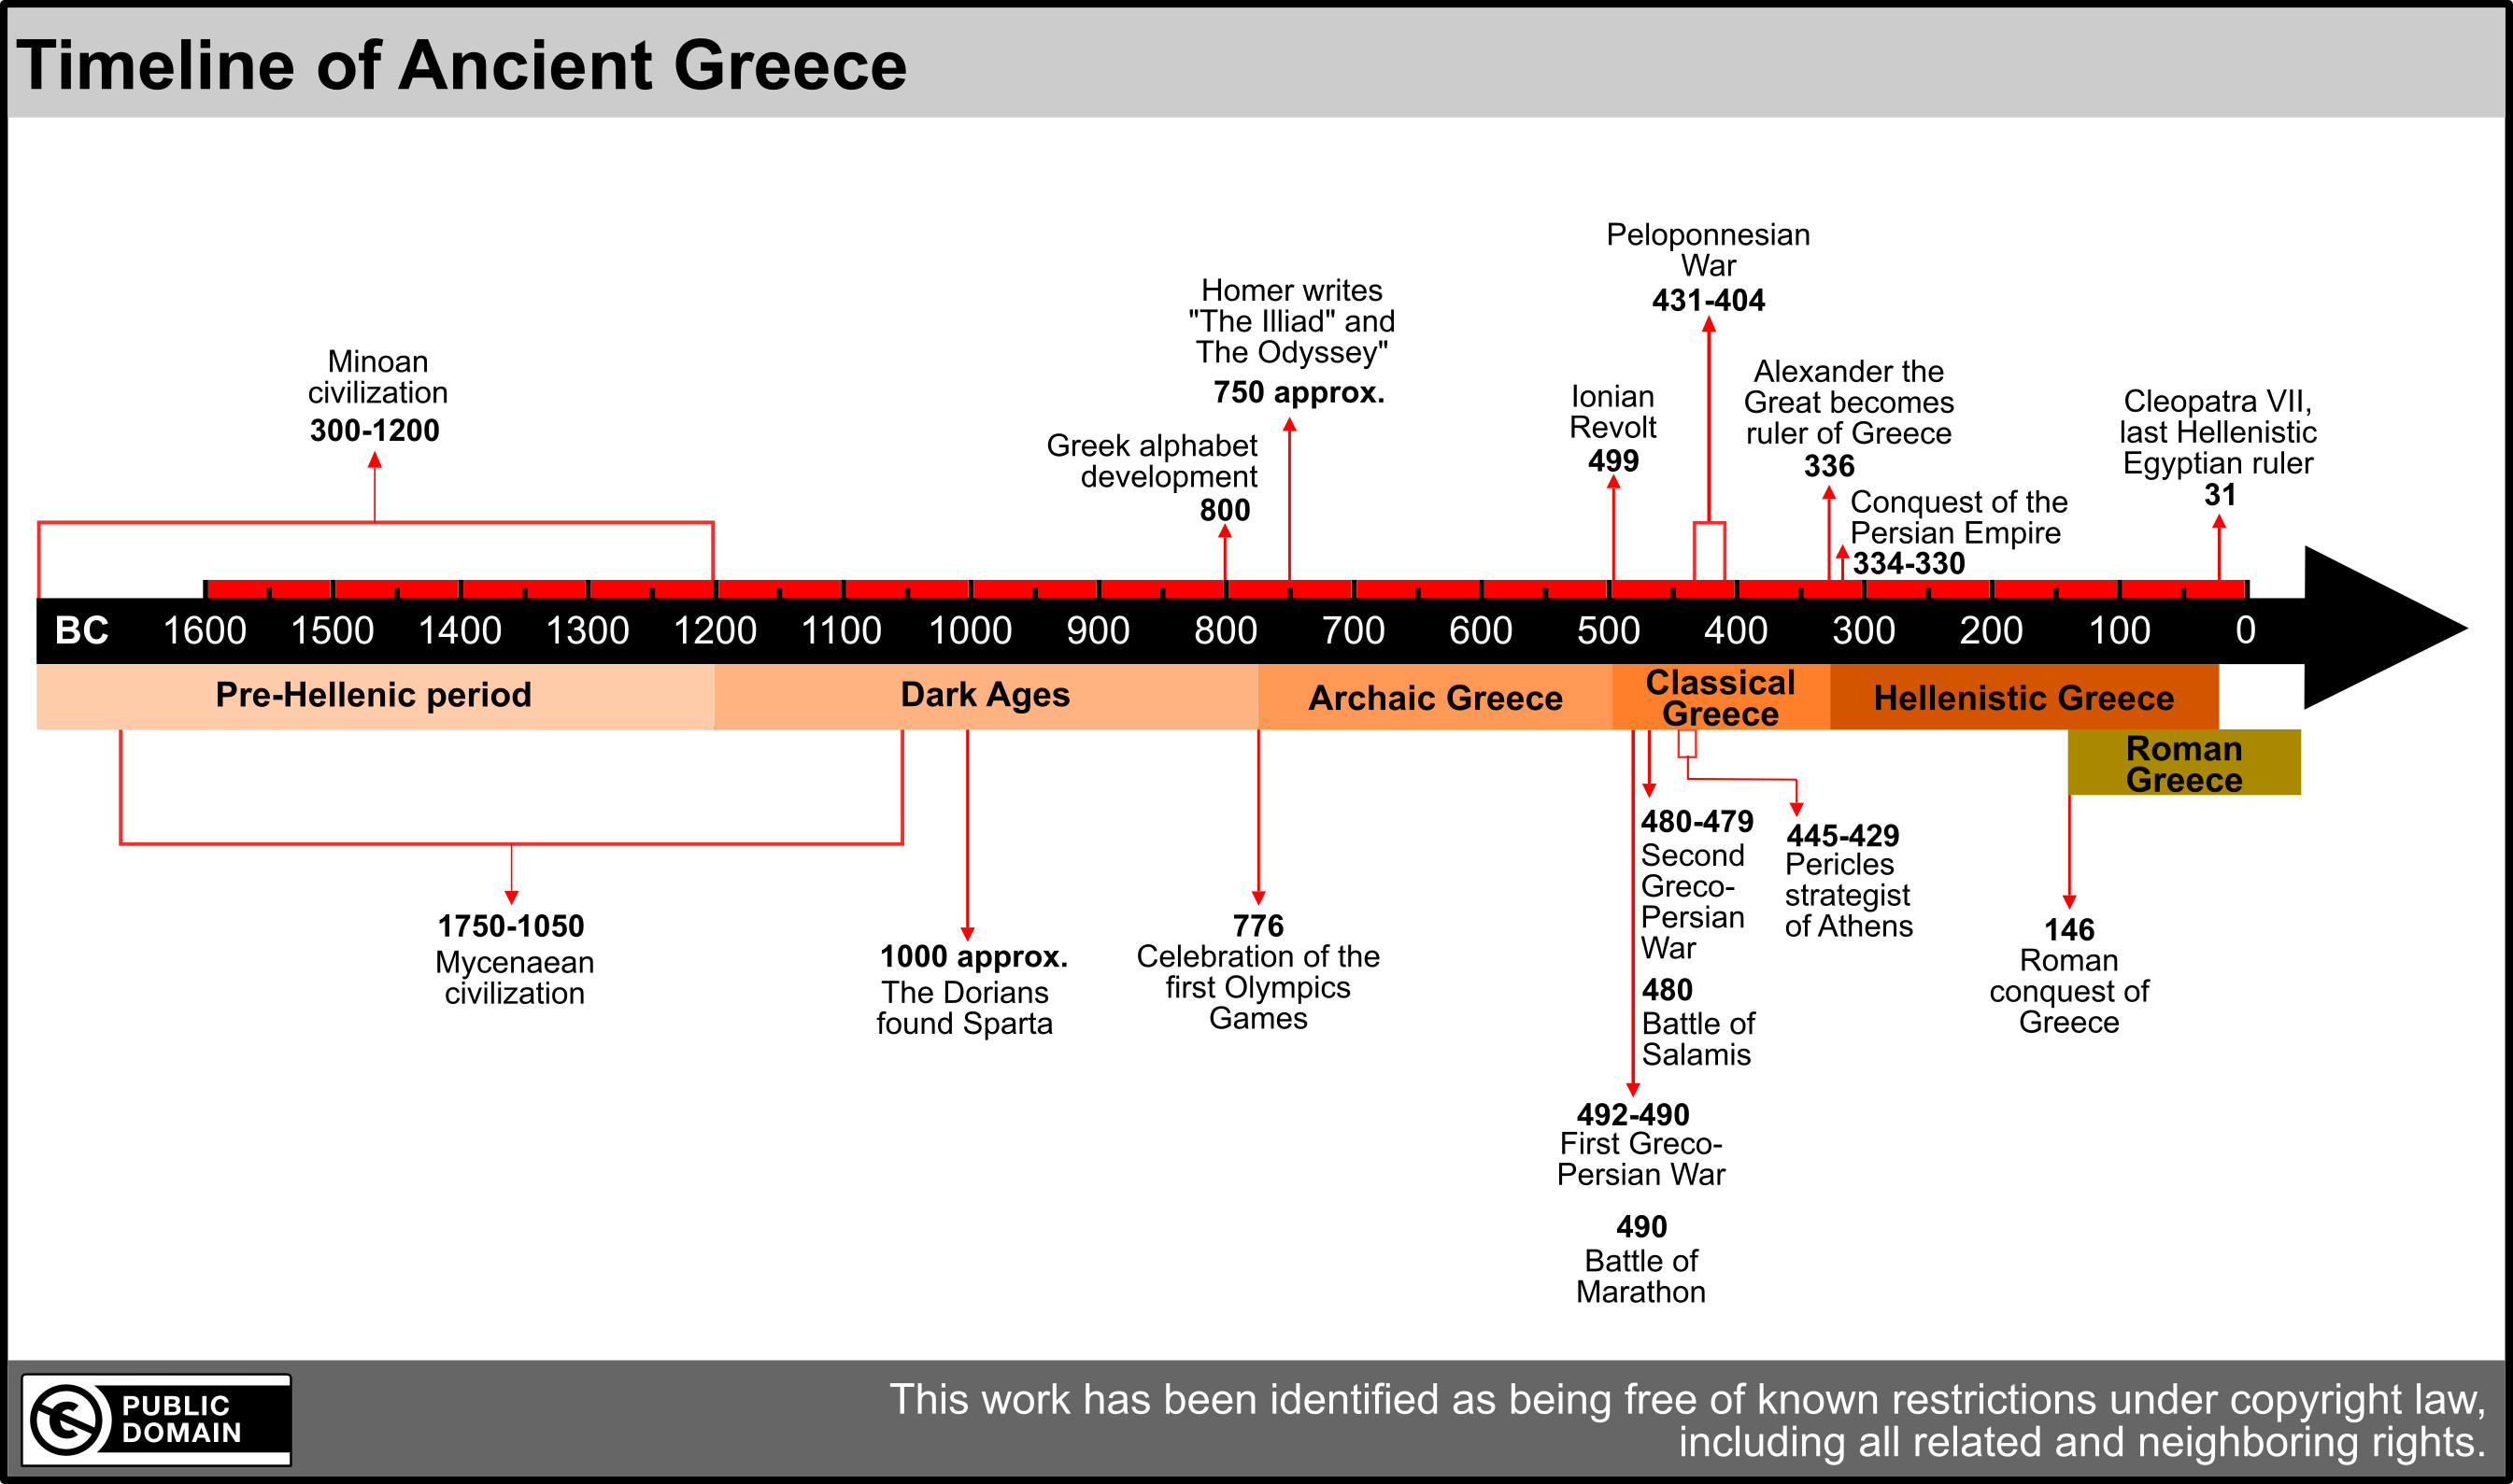 Timeline of Ancient Greece
Peloponnesian
War
431-404
Homer writes
"The Illiad" and
The Odyssey"
750 approx.
Minoan
civilization
300-1200
Greek alphabet
development
800
Ionian
Revolt
499
Alexander the
Great becomes
ruler of Greece
336
Conquest of the
Persian Empire
334-330
Cleopatra VII,
last Hellenistic
Egyptian ruler
31
BC 1600 1500 1400 1300 1200 1100 1000 900 800 700 600 500 400 300 200 100 0
Pre-Hellenic period
Dark Ages
Archaic Greece
Classical
Greece
Hellenistic Greece
Roman
Greece
1750-1050
Mycenaean
civilization
1000 approx.
The Dorians
found Sparta
776
Celebration of the
first Olympics
Games
480-479
Second
Greco-
Persian
War
480
Battle of
Salamis
445-429
Pericles
strategist
of Athens
146
Roman
conquest of
Greece
492-490
First Greco-
Persian War
490
Battle of
Marathon
PUBLIC
DOMAIN
This work has been identified as being free of known restrictions under copyright law,
including all related and neighboring rights.